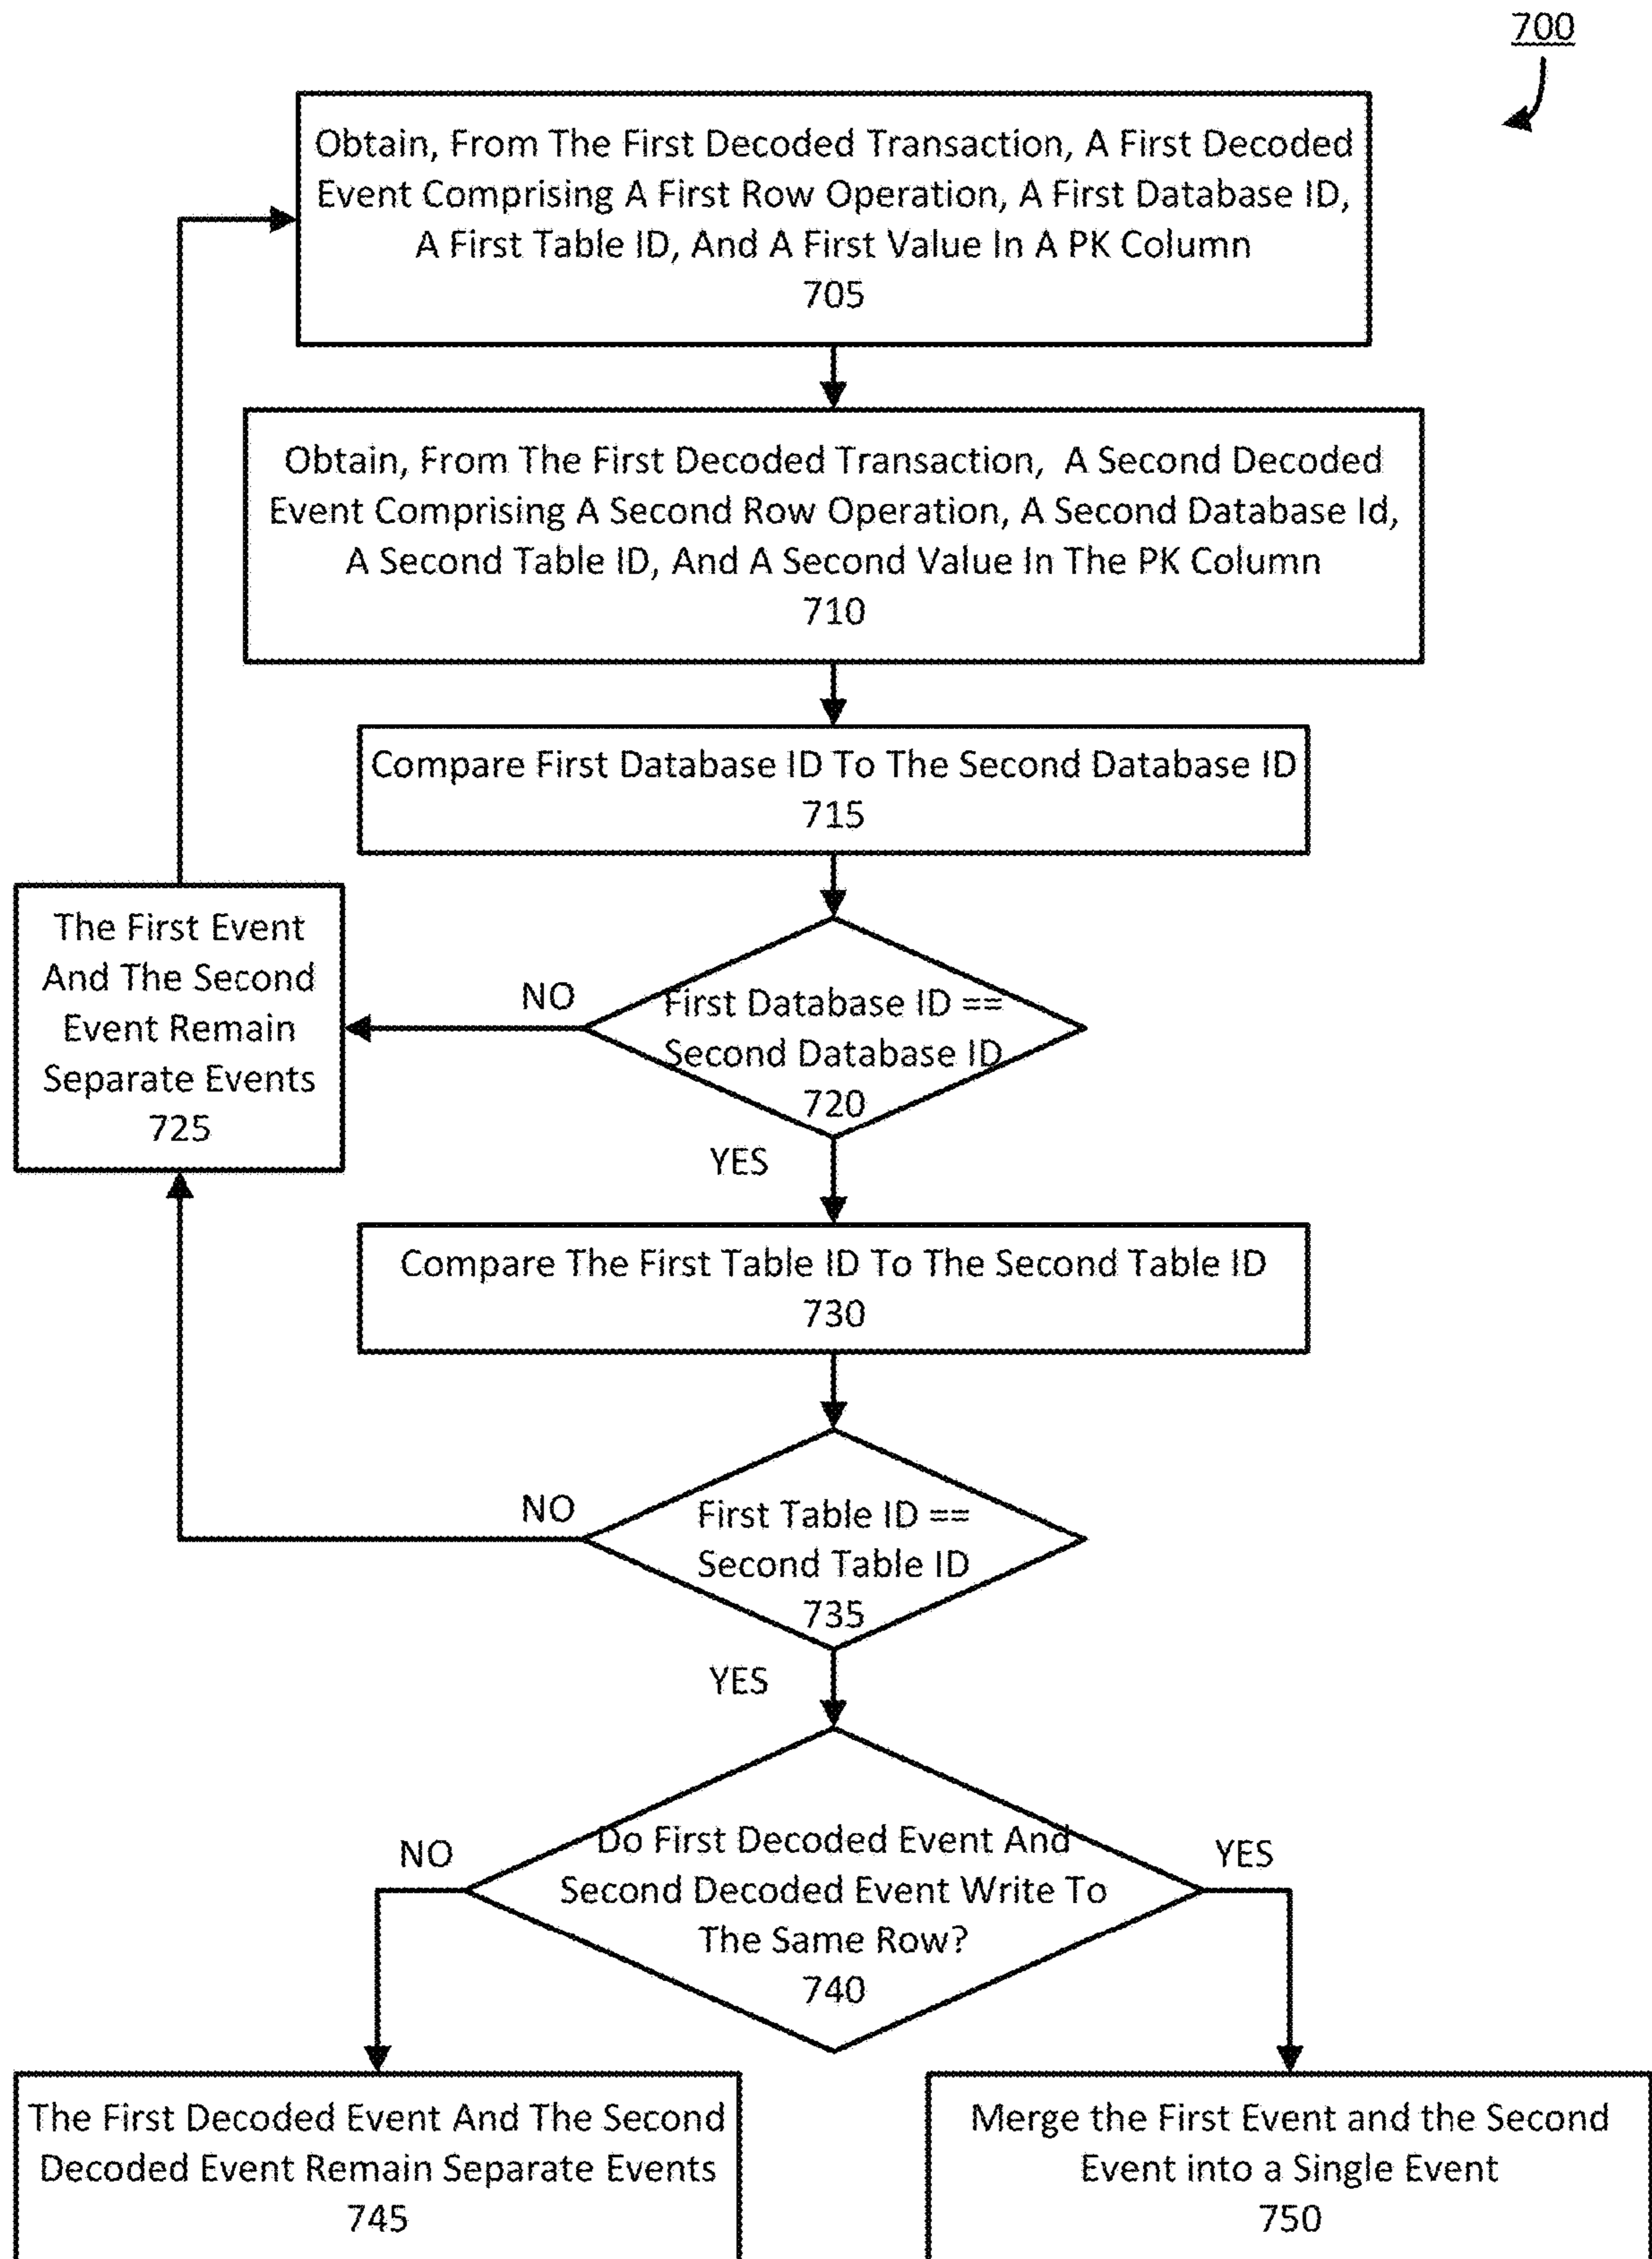 700
Obtain, From The First Decoded Transaction, A First Decoded
Event Comprising A First Row Operation, A First Database ID,
A First Table ID, And A First Value In A PK Column
705
Obtain, From The First Decoded Transaction, A Second Decoded
Event Comprising A Second Row Operation, A Second Database Id,
A Second Table ID, And A Second Value In The PK Column
710
Compare First Database ID To The Second Database ID
715
The First Event
And The Second
Event Remain
Separate Events
725
NO
First Database ID ==
Second Database ID
720
YES
Compare The First Table ID To The Second Table ID
730
NO
First Table ID ==
Second Table ID
735
YES
NO
Do First Decoded Event And
Second Decoded Event Write To
The Same Row?
740
YES
The First Decoded Event And The Second
Decoded Event Remain Separate Events
745
Merge the First Event and the Second
Event into a Single Event
750